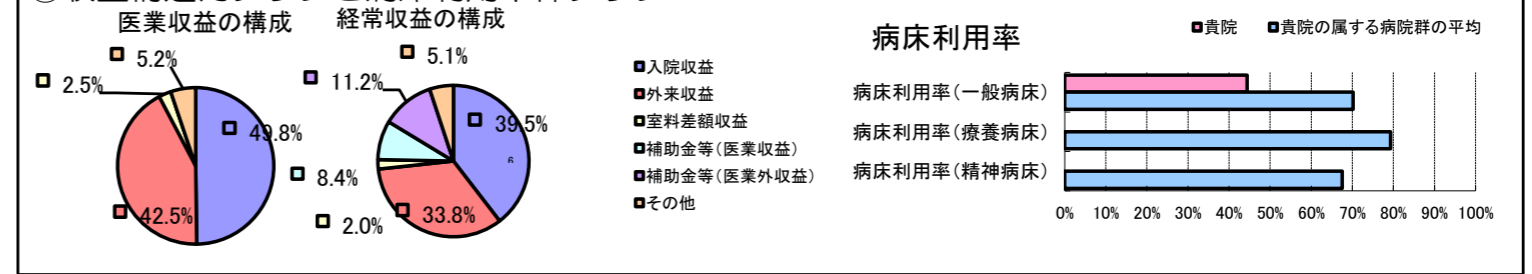 医業収益の構成
経常収益の構成
5.2%
2.5%
49.8%
42.5%
5.1%
11.2%
39.5%
6
8.4%
33.8%
2.0%
入院収益
外来収益
室料差額収益
補助金等(医業収益)
補助金等(医業外収益)
その他
病床利用率
貴院
貴院の属する病院群の平均
病床利用率(一般病床)
病床利用率(療養病床)
病床利用率(精神病床)
0% 10% 20% 30% 40% 50% 60% 70% 80% 90% 100%